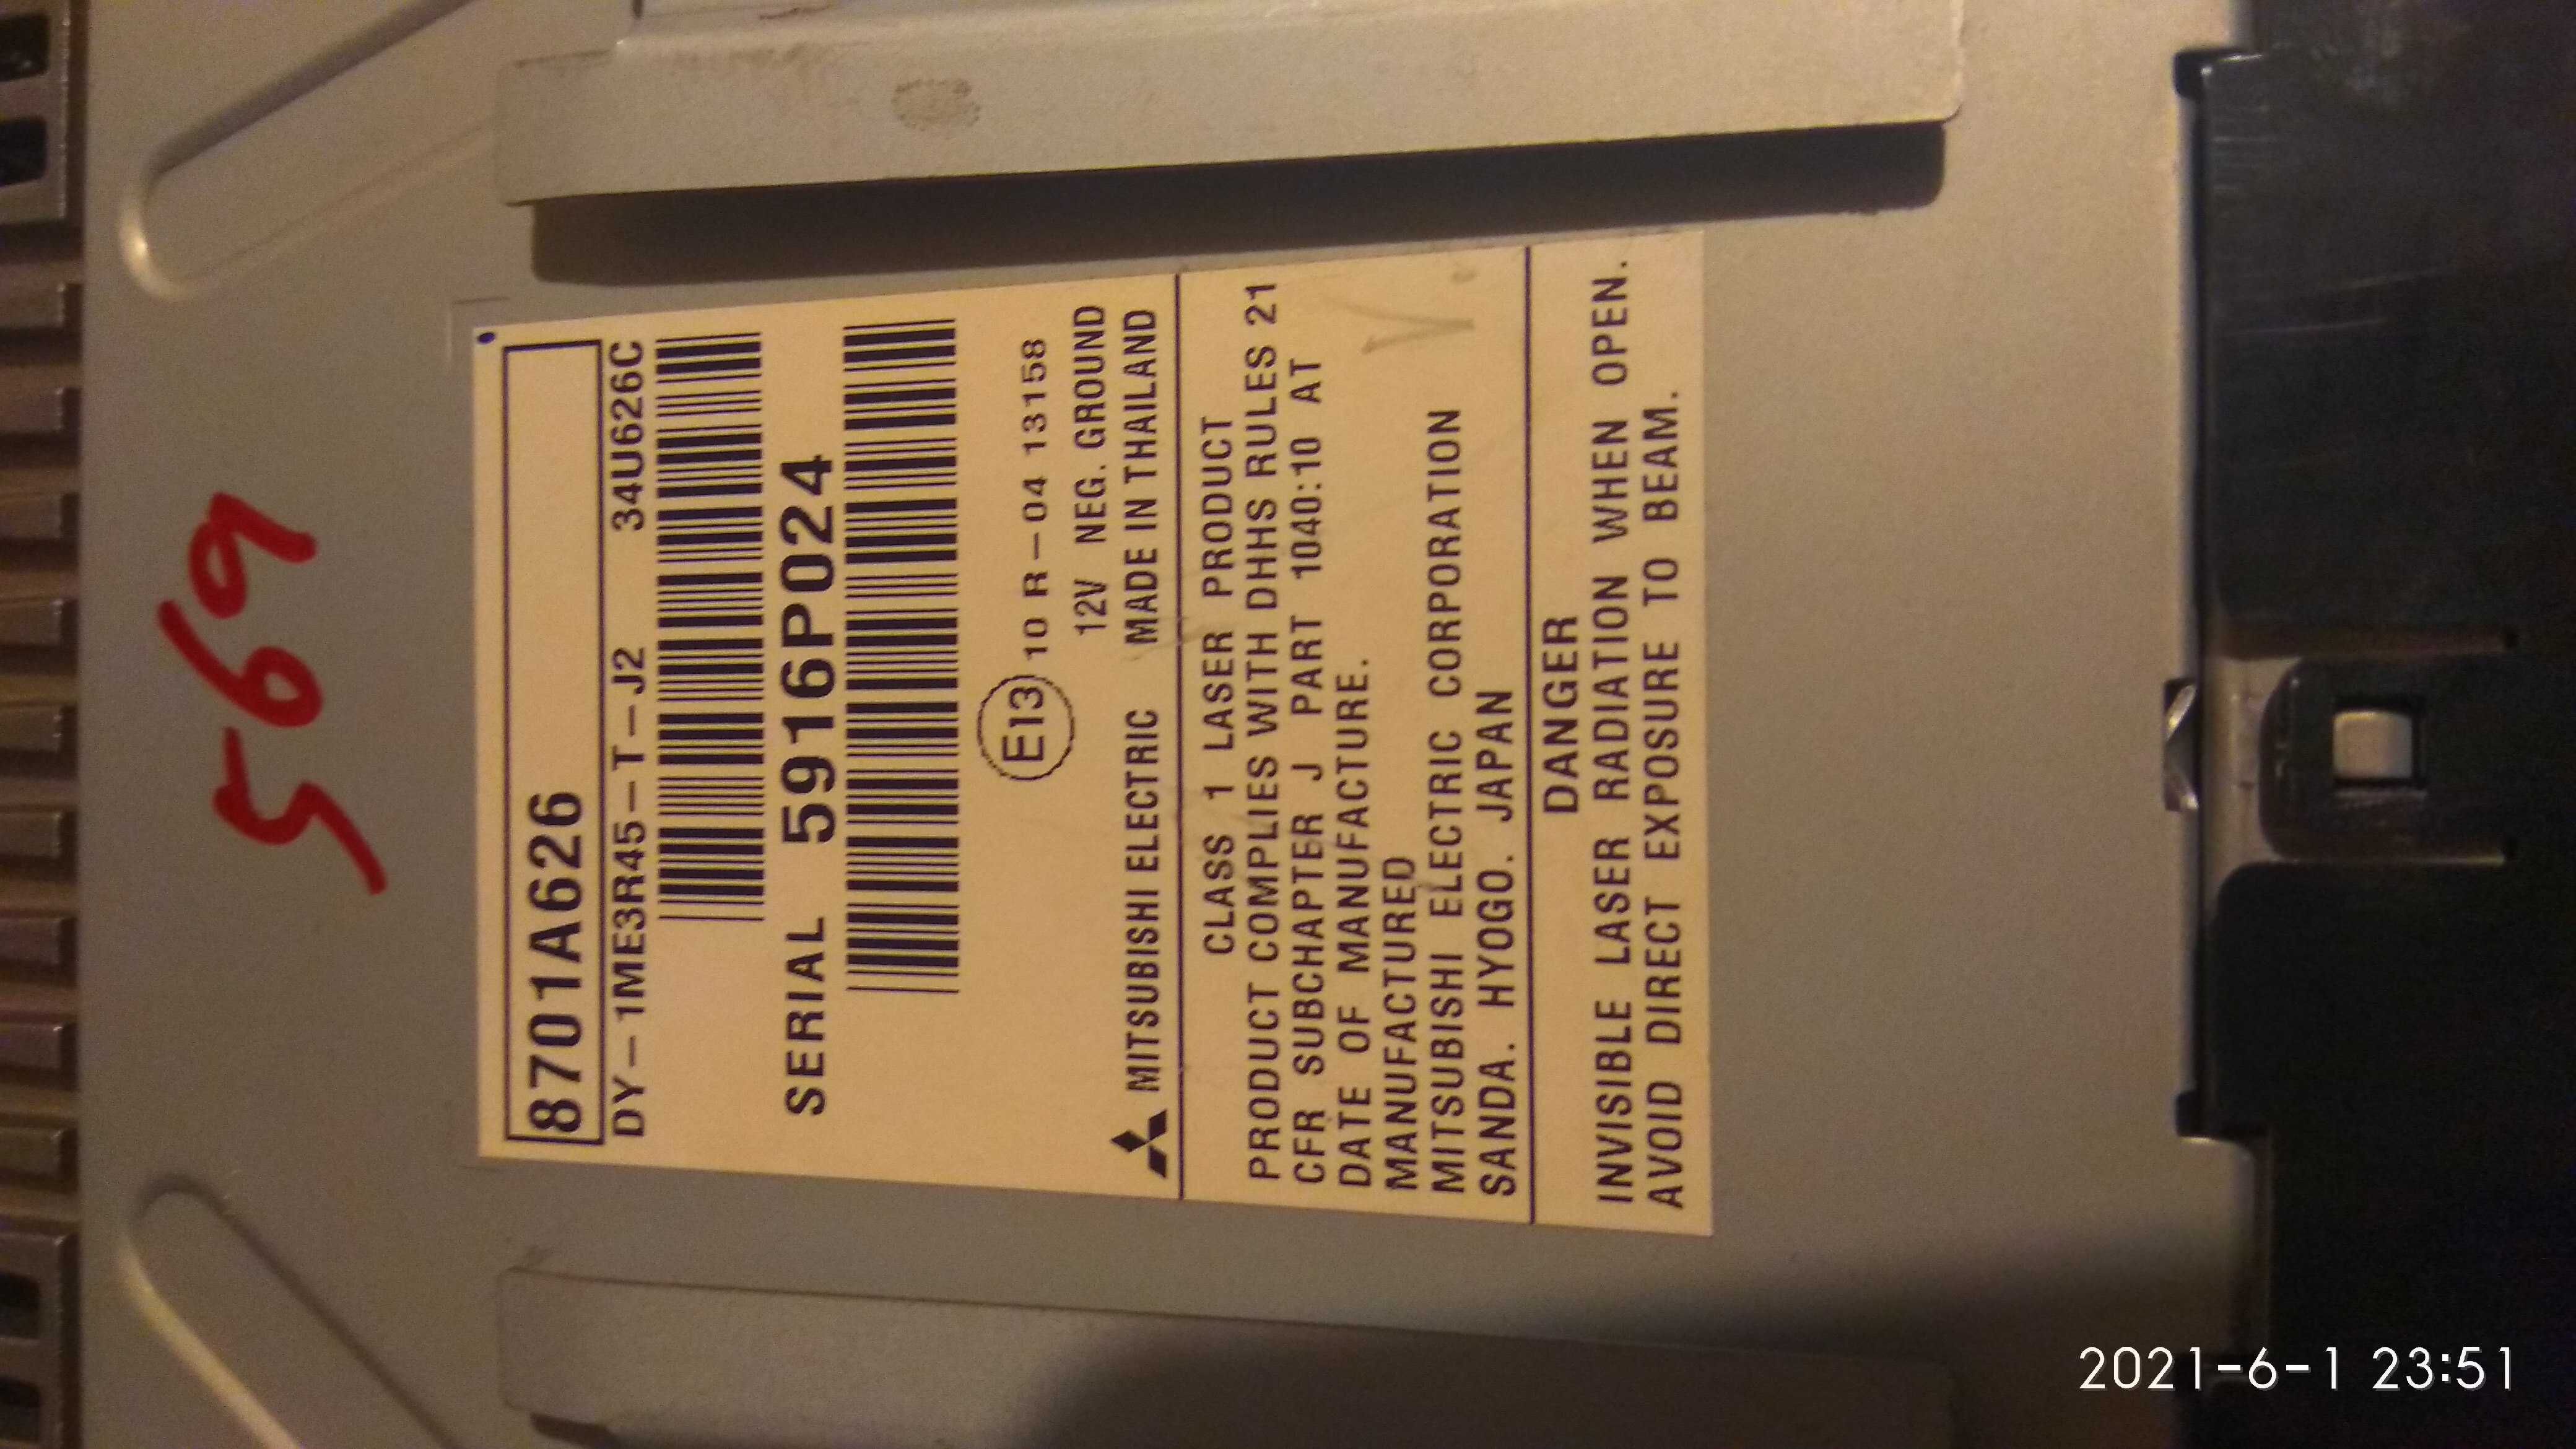 569
8701A626
DY-1ME3R45-T-J2 34U626C
SERIAL 5916P024
E13 10 R-04 13158
12V NEG. GROUND
MITSUBISHI ELECTRIC MADE IN THAILAND
CLASS 1 LASER PRODUCT
PRODUCT COMPLIES WITH DHHS RULES 21
CFR SUBCHAPTER J PART 1040:10 AT
DATE OF MANUFACTURE.
MANUFACTURED
MITSUBISHI ELECTRIC CORPORATION
SANDA. HYOGO. JAPAN
V.
DANGER
INVISIBLE LASER RADIATION WHEN OPEN.
AVOID DIRECT EXPOSURE TO BEAM.
2021-6-1 23:51